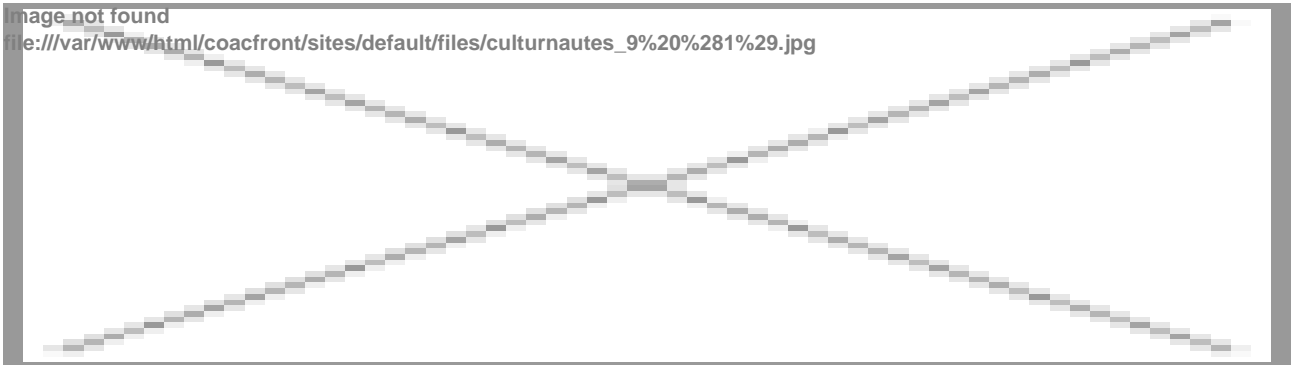 Image not found
file:///var/www/html/coacfront/sites/default/files/culturnautes_9%20%281%29.jpg